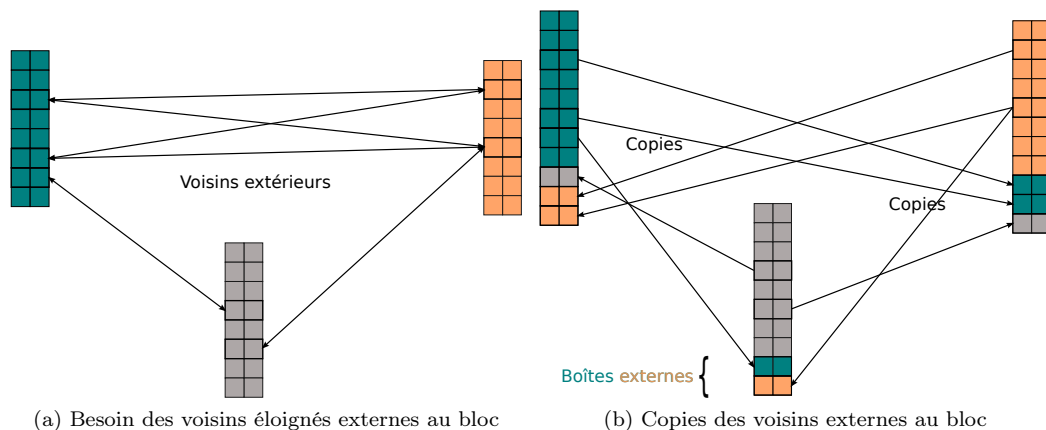 Voisins extérieurs
Copies
Copies
Boîtes externes
(a) Besoin des voisins éloignés externes au bloc
(b) Copies des voisins externes au bloc